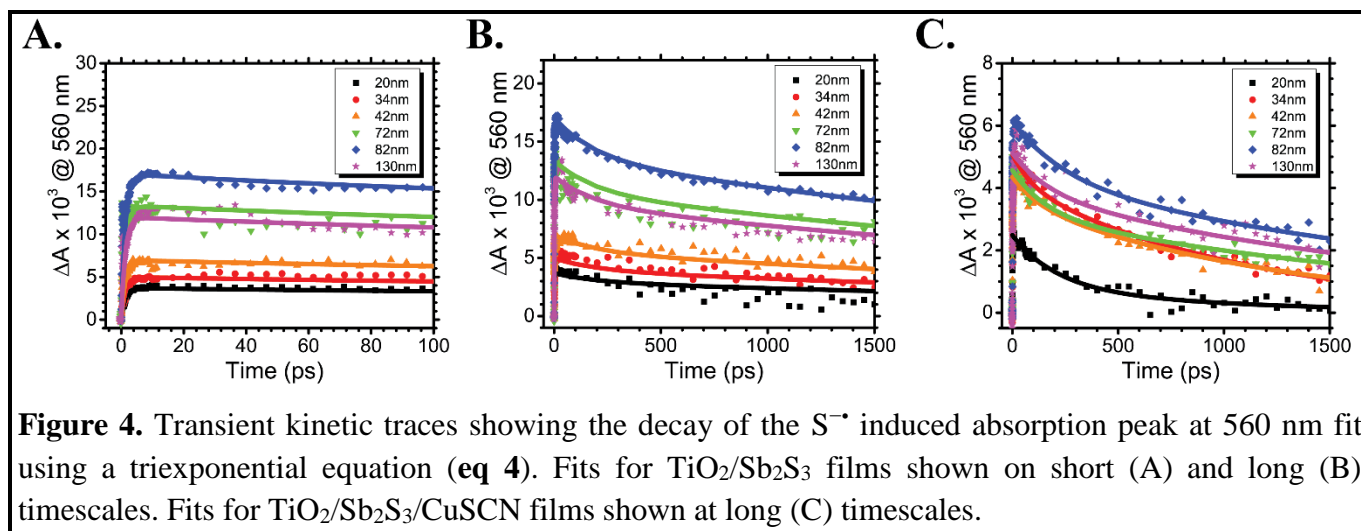 A.
30
25
20
15
10
5
0
ΔA x 10³ @ 560 nm
0 20 40 60 80 100
Time (ps)
20nm
34nm
42nm
72nm
82nm
130nm
B.
20
15
10
5
0
ΔA x 10³ @ 560 nm
0 500 1000 1500
Time (ps)
20nm
34nm
42nm
72nm
82nm
130nm
C.
8
6
4
2
0
ΔA x 10³ @ 560 nm
0 500 1000 1500
Time (ps)
20nm
34nm
42nm
72nm
82nm
130nm
Figure 4. Transient kinetic traces showing the decay of the S⁻• induced absorption peak at 560 nm fit
using a triexponential equation (eq 4). Fits for TiO₂/Sb₂S₃ films shown on short (A) and long (B)
timescales. Fits for TiO₂/Sb₂S₃/CuSCN films shown at long (C) timescales.